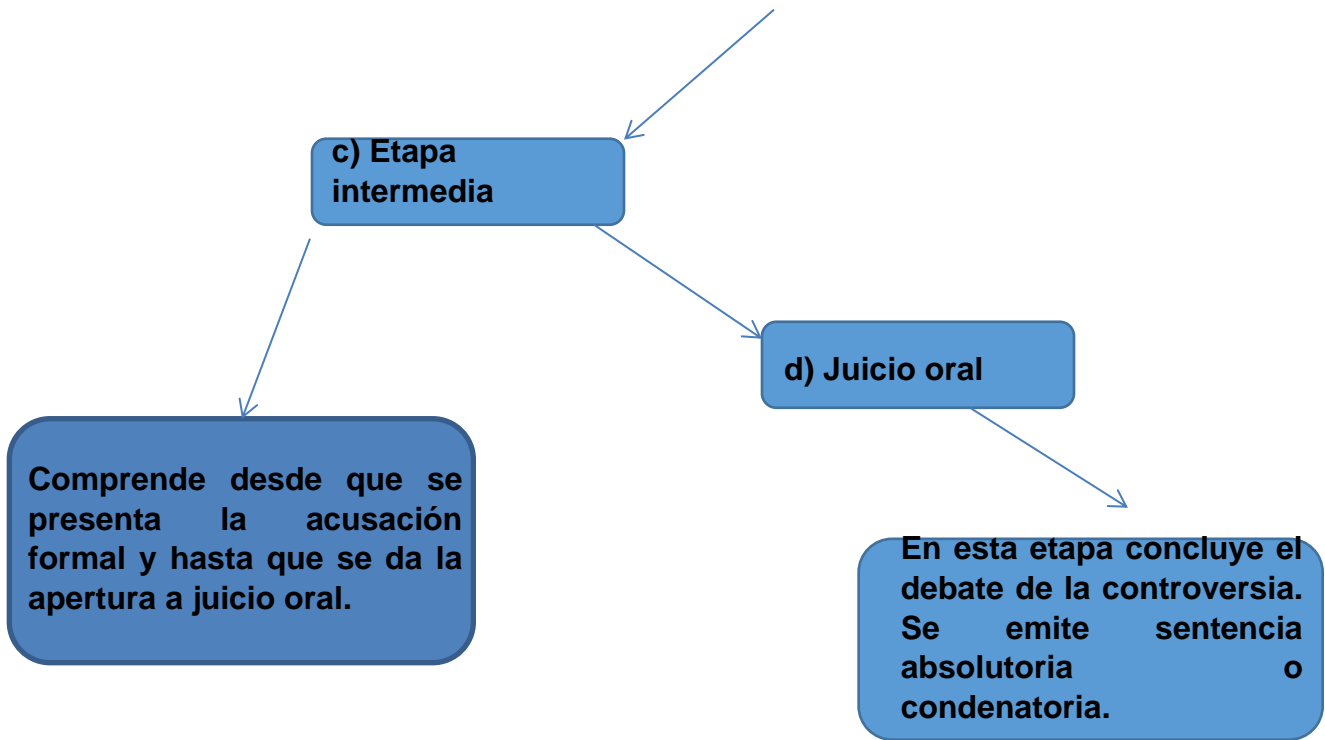 c) Etapa
intermedia
d) Juicio oral
Comprende desde que se
presenta la acusación
formal y hasta que se da la
apertura a juicio oral.
En esta etapa concluye el
debate de la controversia.
Se emite sentencia
absolutoria o
condenatoria.